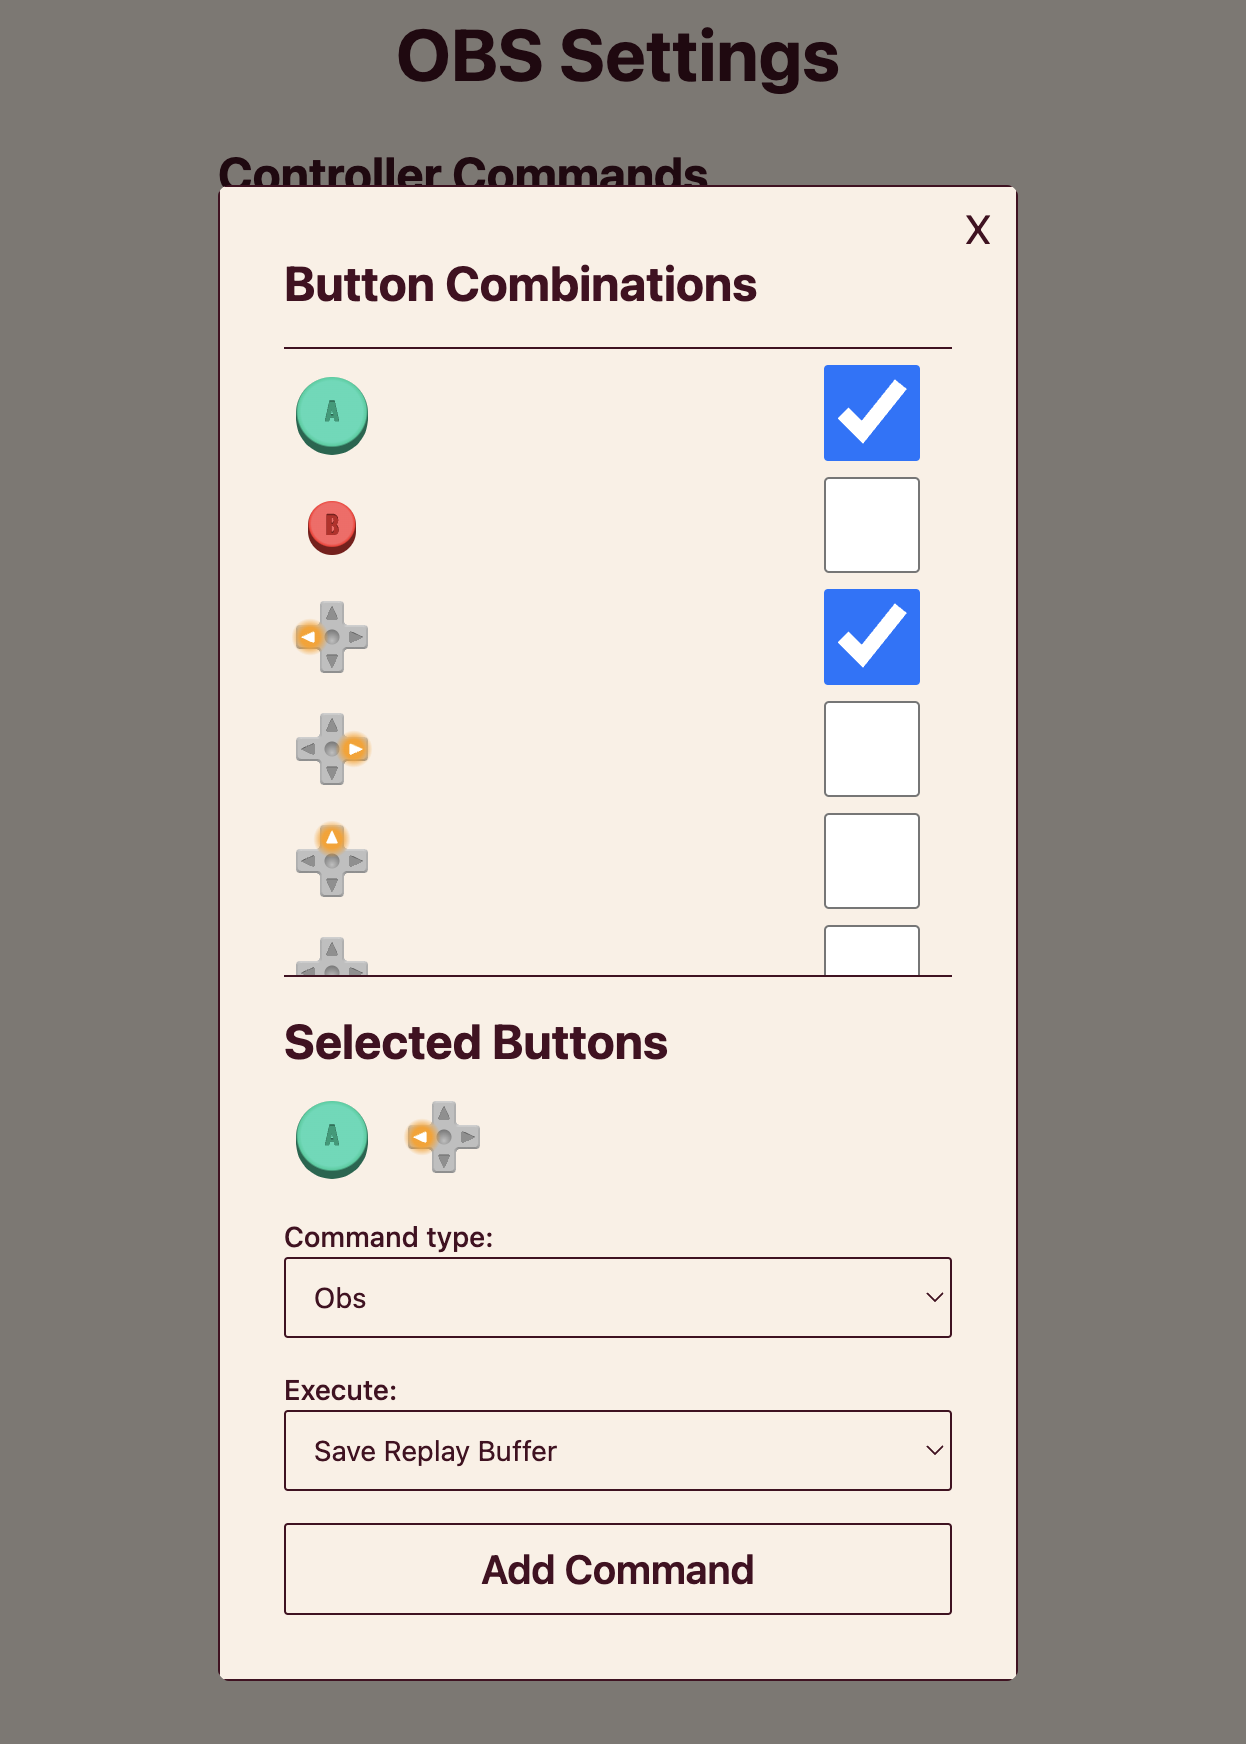 OBS Settings
Controller Commands
X
Button Combinations
A
B
Selected Buttons
A
Command type:
Obs
Execute:
Save Replay Buffer
Add Command